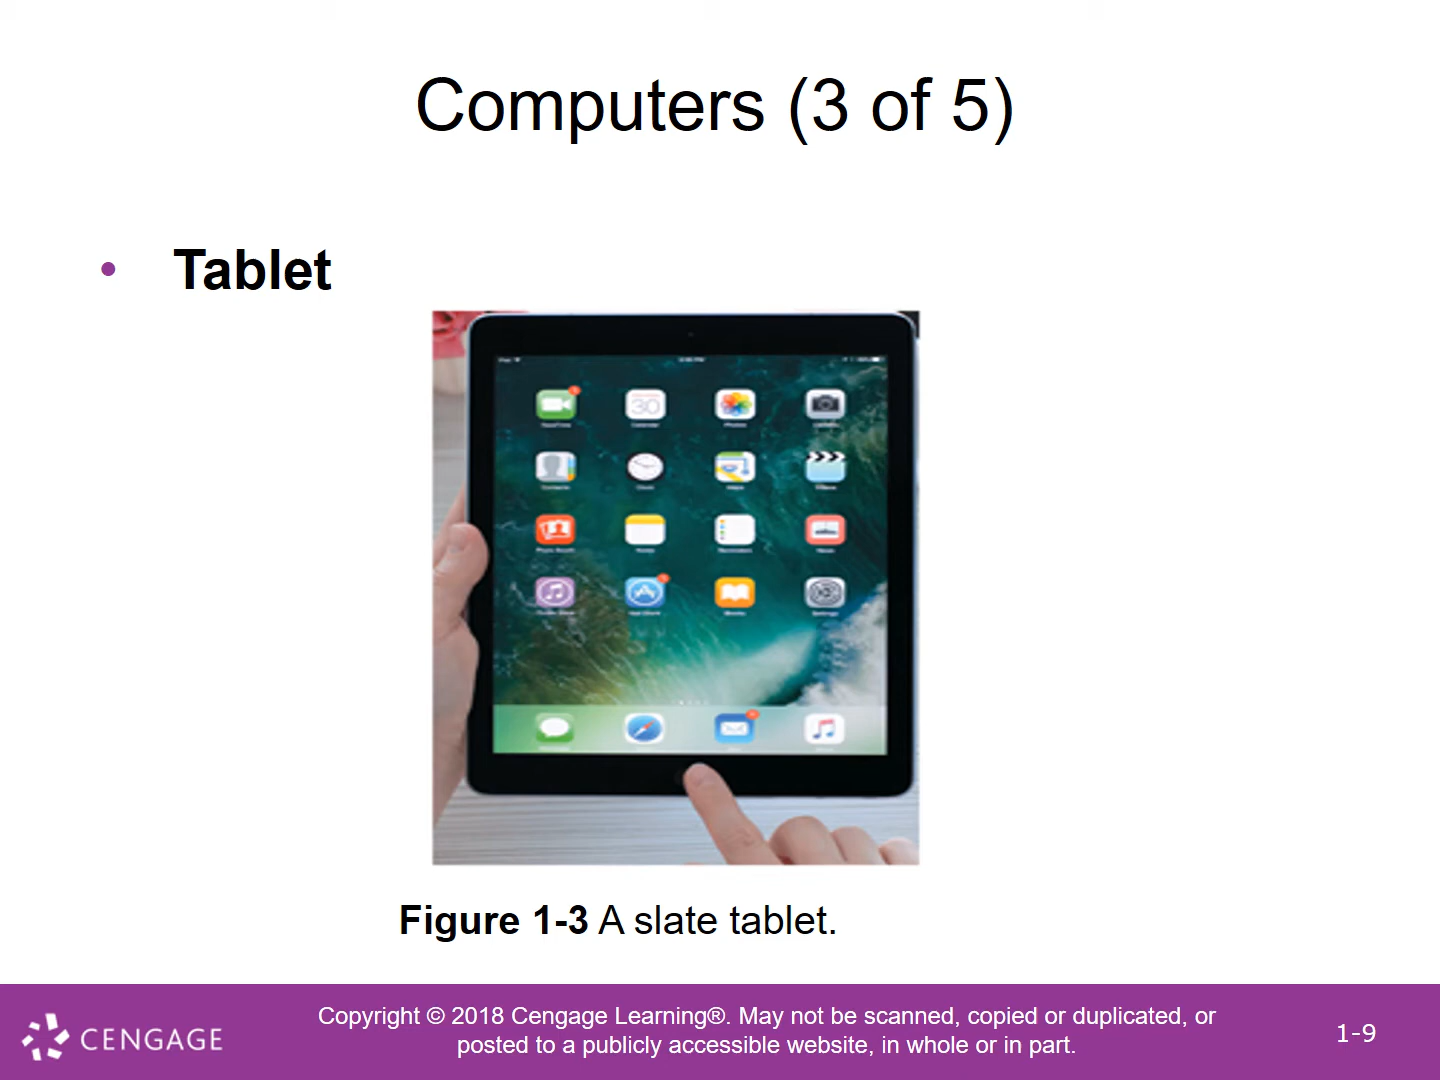 Computers (3 of 5)
• Tablet
30
Figure 1-3 A slate tablet.
CENGAGE
Copyright © 2018 Cengage Learning®. May not be scanned, copied or duplicated, or
posted to a publicly accessible website, in whole or in part.
1-9